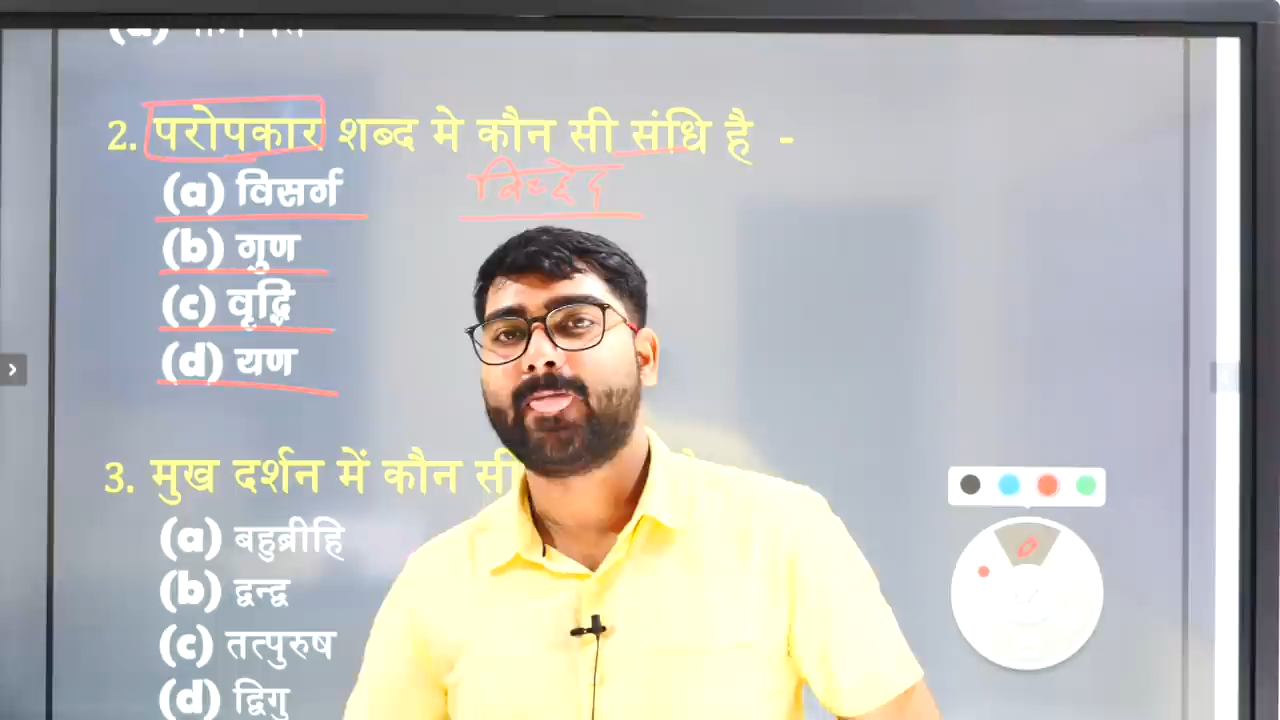 2. परोपकार शब्द मे कौन सी संधि है -
(a) विसर्ग
विच्छेद
(b) गुण
(c) वृद्धि
(d) यण
3. मुख दर्शन में कौन सी
(a) बहुब्रीहि
(b) द्वन्द्व
(c) तत्पुरुष
(d) द्विगु